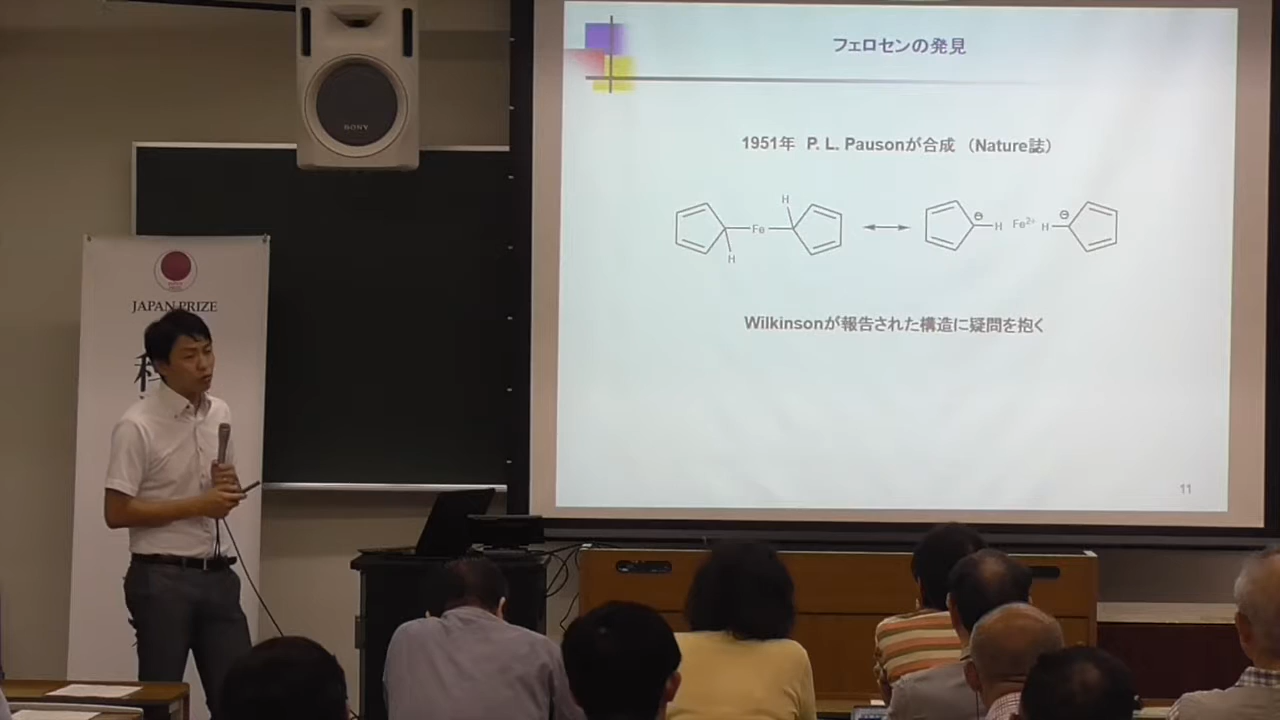 フェロセンの発見
1951年 P. L. Pausonが合成 （Nature誌）
H
Fe
H
⊖
H Fe²⁺ H
⊖
Wilkinsonが報告された構造に疑問を抱く
11
SONY
JAPAN PRIZE
科